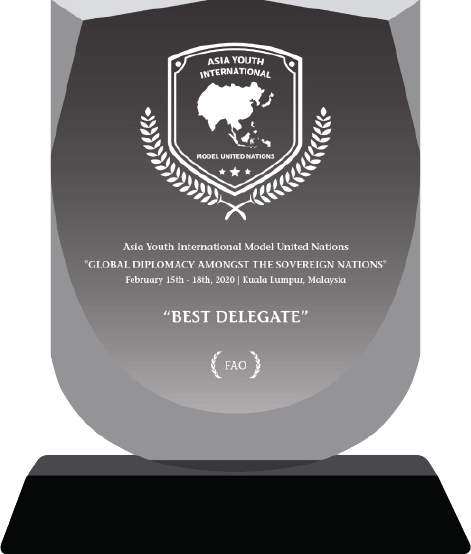 ASIA YOUTH
INTERNATIONAL
MODEL UNITED NATIONS
Asia Youth International Model United Nations
"GLOBAL DIPLOMACY AMONGST THE SOVEREIGN NATIONS"
February 15th - 18th, 2020 | Kuala Lumpur, Malaysia
“BEST DELEGATE”
FAO